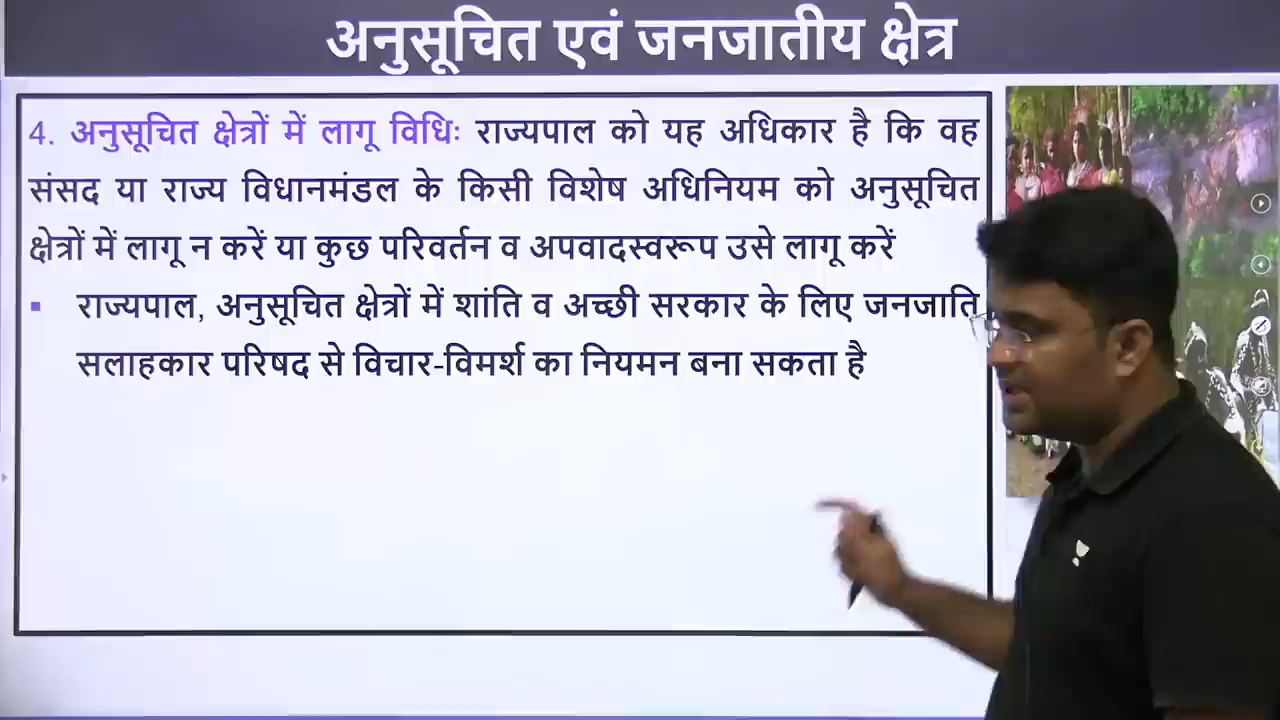 अनुसूचित एवं जनजातीय क्षेत्र
4. अनुसूचित क्षेत्रों में लागू विधिः राज्यपाल को यह अधिकार है कि वह
संसद या राज्य विधानमंडल के किसी विशेष अधिनियम को अनुसूचित
क्षेत्रों में लागू न करें या कुछ परिवर्तन व अपवादस्वरूप उसे लागू करें
▪ राज्यपाल, अनुसूचित क्षेत्रों में शांति व अच्छी सरकार के लिए जनजाति
सलाहकार परिषद से विचार-विमर्श का नियमन बना सकता है